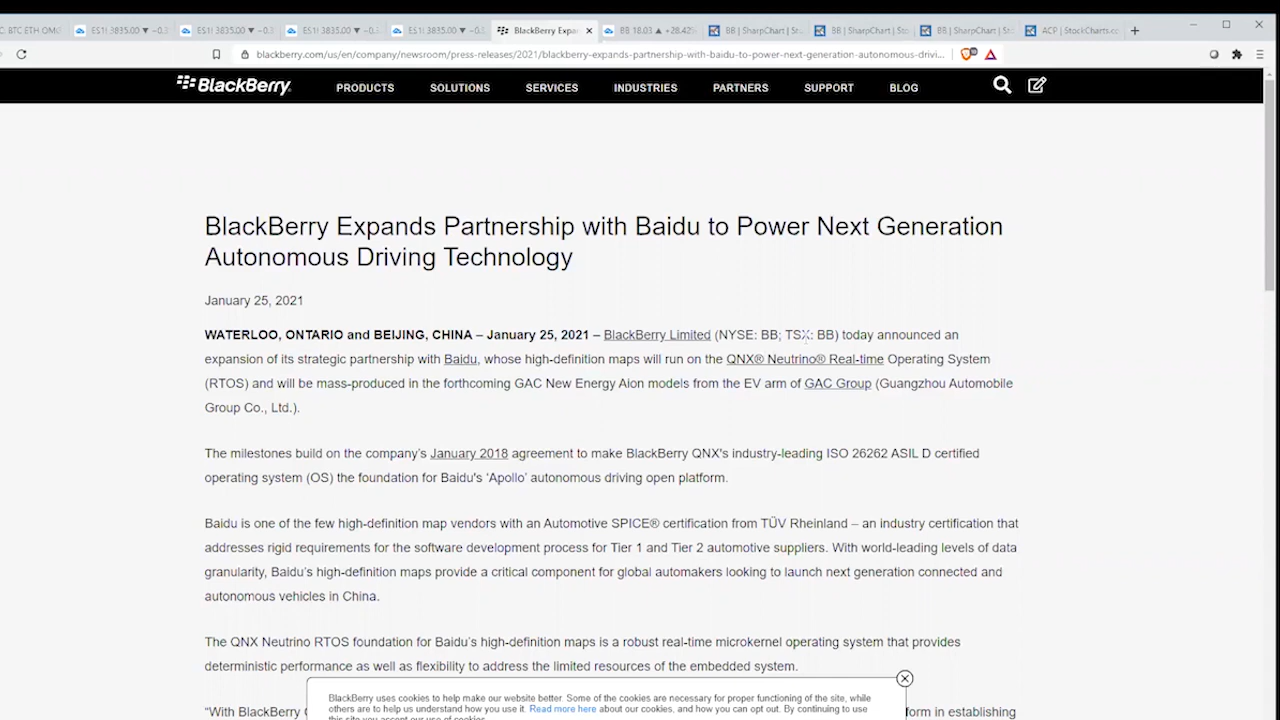 BTC ETH OM
ES1! 3835.00 ▼ −0.3
ES1! 3835.00 ▼ −0.3
ES1! 3835.00 ▼ −0.3
ES1! 3835.00 ▼ −0.3
BlackBerry Expa
BB 18.03 ▲ +28.42%
BB | SharpChart | St
BB | SharpChart | St
BB | SharpChart | St
ACP | StockCharts.co
blackberry.com/us/en/company/newsroom/press-releases/2021/blackberry-expands-partnership-with-baidu-to-power-next-generation-autonomous-drivi...
BlackBerry
PRODUCTS SOLUTIONS SERVICES INDUSTRIES PARTNERS SUPPORT BLOG
BlackBerry Expands Partnership with Baidu to Power Next Generation
Autonomous Driving Technology
January 25, 2021
WATERLOO, ONTARIO and BEIJING, CHINA – January 25, 2021 – BlackBerry Limited (NYSE: BB; TSX: BB) today announced an
expansion of its strategic partnership with Baidu, whose high-definition maps will run on the QNX® Neutrino® Real-time Operating System
(RTOS) and will be mass-produced in the forthcoming GAC New Energy Aion models from the EV arm of GAC Group (Guangzhou Automobile
Group Co., Ltd.).
The milestones build on the company's January 2018 agreement to make BlackBerry QNX's industry-leading ISO 26262 ASIL D certified
operating system (OS) the foundation for Baidu's 'Apollo' autonomous driving open platform.
Baidu is one of the few high-definition map vendors with an Automotive SPICE® certification from TÜV Rheinland – an industry certification that
addresses rigid requirements for the software development process for Tier 1 and Tier 2 automotive suppliers. With world-leading levels of data
granularity, Baidu's high-definition maps provide a critical component for global automakers looking to launch next generation connected and
autonomous vehicles in China.
The QNX Neutrino RTOS foundation for Baidu's high-definition maps is a robust real-time microkernel operating system that provides
deterministic performance as well as flexibility to address the limited resources of the embedded system.
"With BlackBerry
form in establishing
BlackBerry uses cookies to help make our website better. Some of the cookies are necessary for proper functioning of the site, while
others are to help us understand how you use it. Read more here about our cookies, and how you can opt out. By continuing to use
this site you accept our use of cookies.